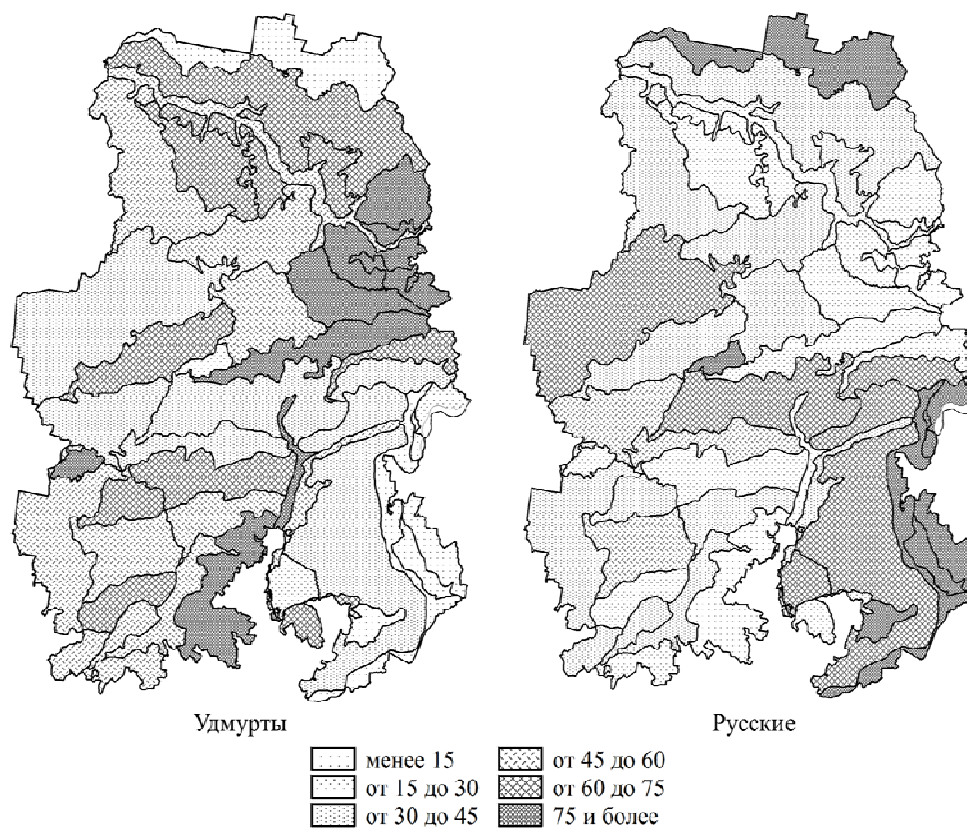 Удмурты Русские
менее 15 от 45 до 60
от 15 до 30 от 60 до 75
от 30 до 45 75 и более